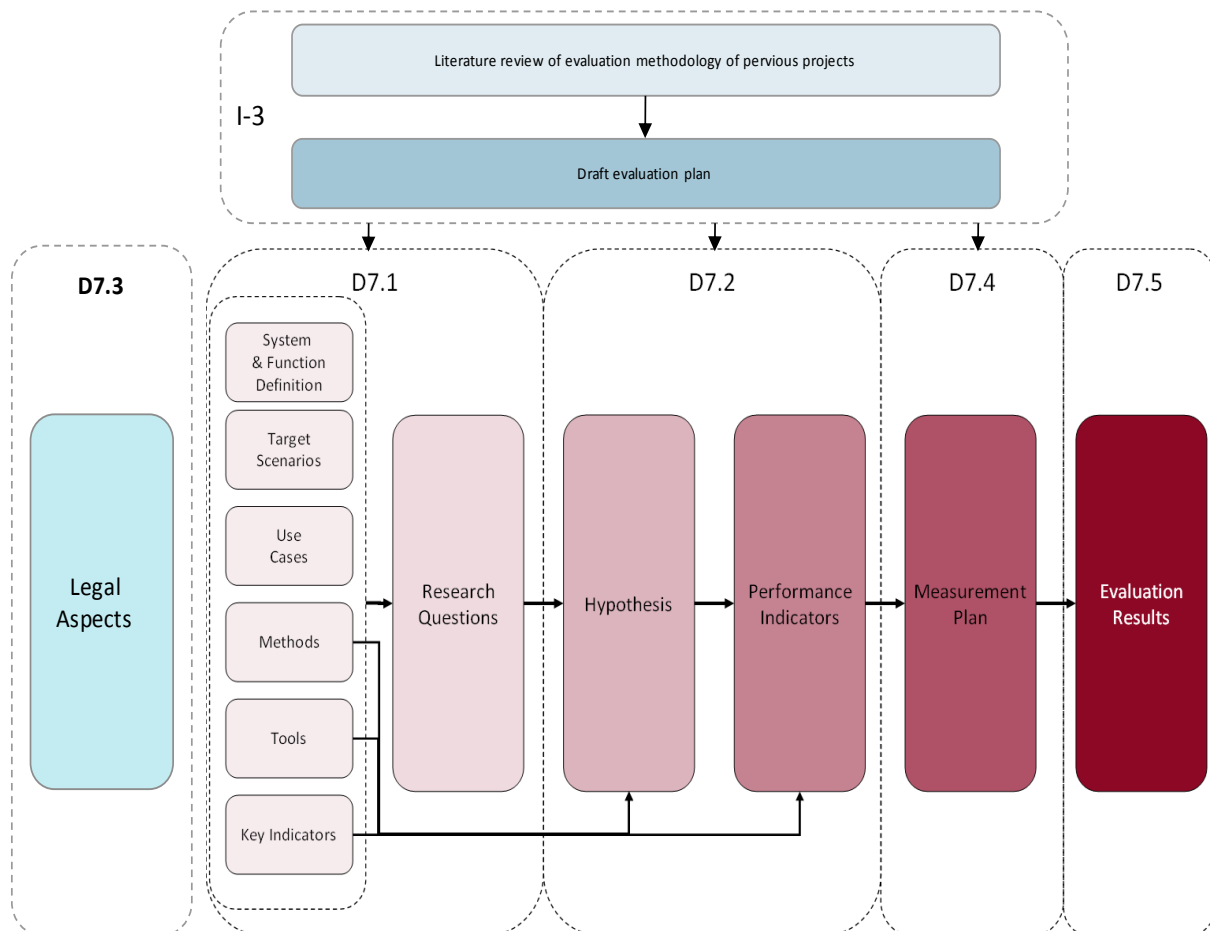 Literature review of evaluation methodology of pervious projects
I-3
Draft evaluation plan
D7.3
D7.1
D7.2
D7.4
D7.5
System
& Function
Definition
Target
Scenarios
Use
Cases
Methods
Tools
Key Indicators
Legal
Aspects
Research
Questions
Hypothesis
Performance
Indicators
Measurement
Plan
Evaluation
Results